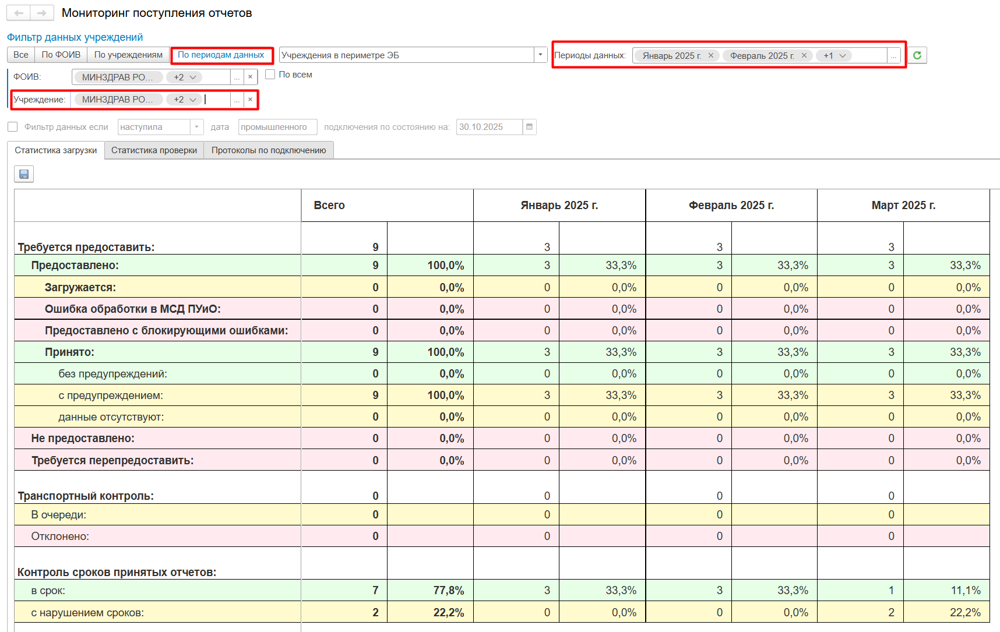 Мониторинг поступления отчетов
Фильтр данных учреждений
Все По ФОИВ По учреждениям По периодам данных Учреждения в периметре ЭБ Периоды данных: Январь 2025 г. × Февраль 2025 г. × +1 ...
ФОИВ: МИНЗДРАВ РО... +2 ... × По всем
Учреждение: МИНЗДРАВ РО... +2 ... ×
Фильтр данных если наступила дата промышленного подключения по состоянию на: 30.10.2025
Статистика загрузки Статистика проверки Протоколы по подключению
Всего Январь 2025 г. Февраль 2025 г. Март 2025 г.
Требуется предоставить: 9 3 3 3
Предоставлено: 9 100,0% 3 33,3% 3 33,3% 3 33,3%
Загружается: 0 0,0% 0 0,0% 0 0,0% 0 0,0%
Ошибка обработки в МСД ПУиО: 0 0,0% 0 0,0% 0 0,0% 0 0,0%
Предоставлено с блокирующими ошибками: 0 0,0% 0 0,0% 0 0,0% 0 0,0%
Принято: 9 100,0% 3 33,3% 3 33,3% 3 33,3%
без предупреждений: 0 0,0% 0 0,0% 0 0,0% 0 0,0%
с предупреждением: 9 100,0% 3 33,3% 3 33,3% 3 33,3%
данные отсутствуют: 0 0,0% 0 0,0% 0 0,0% 0 0,0%
Не предоставлено: 0 0,0% 0 0,0% 0 0,0% 0 0,0%
Требуется перепредоставить: 0 0,0% 0 0,0% 0 0,0% 0 0,0%
Транспортный контроль: 0 0 0 0
В очереди: 0 0 0 0
Отклонено: 0 0 0 0
Контроль сроков принятых отчетов:
в срок: 7 77,8% 3 33,3% 3 33,3% 1 11,1%
с нарушением сроков: 2 22,2% 0 0,0% 0 0,0% 2 22,2%